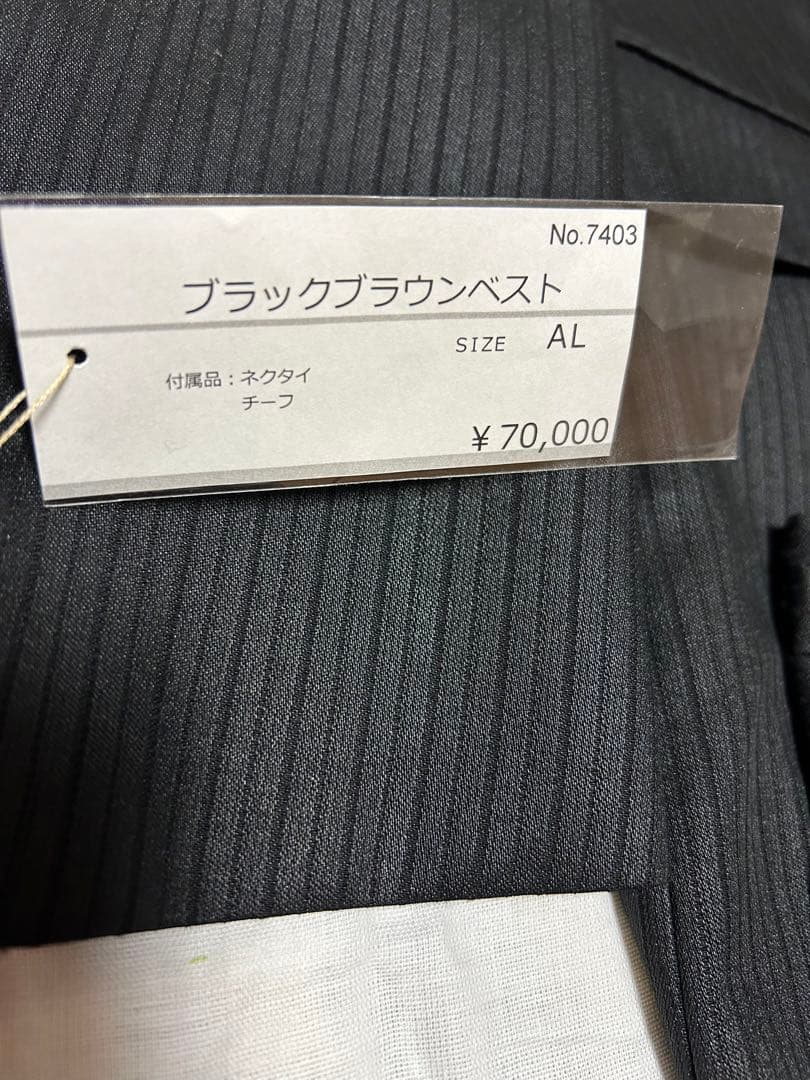 No.7403
ブラックブラウンベスト
SIZE AL
付属品：ネクタイ
チーフ
￥70,000